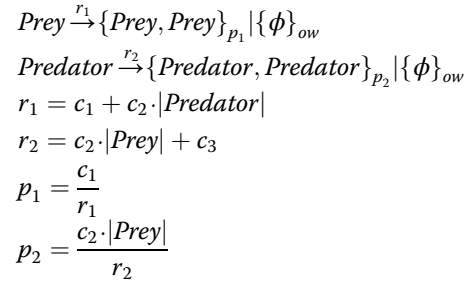 Prey →^{r₁} {Prey, Prey}_{p₁} | {ϕ}_{ow}
Predator →^{r₂} {Predator, Predator}_{p₂} | {ϕ}_{ow}
r₁ = c₁ + c₂·|Predator|
r₂ = c₂·|Prey| + c₃
p₁ = c₁/r₁
p₂ = c₂·|Prey|/r₂